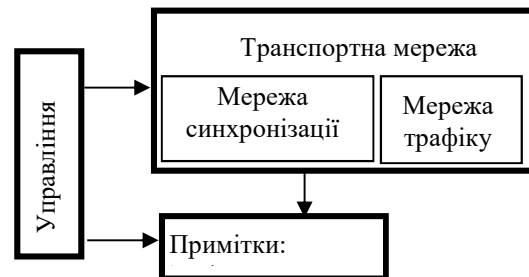 Транспортна мережа
Мережа
синхронізації
Мережа
трафіку
Управління
Примітки: